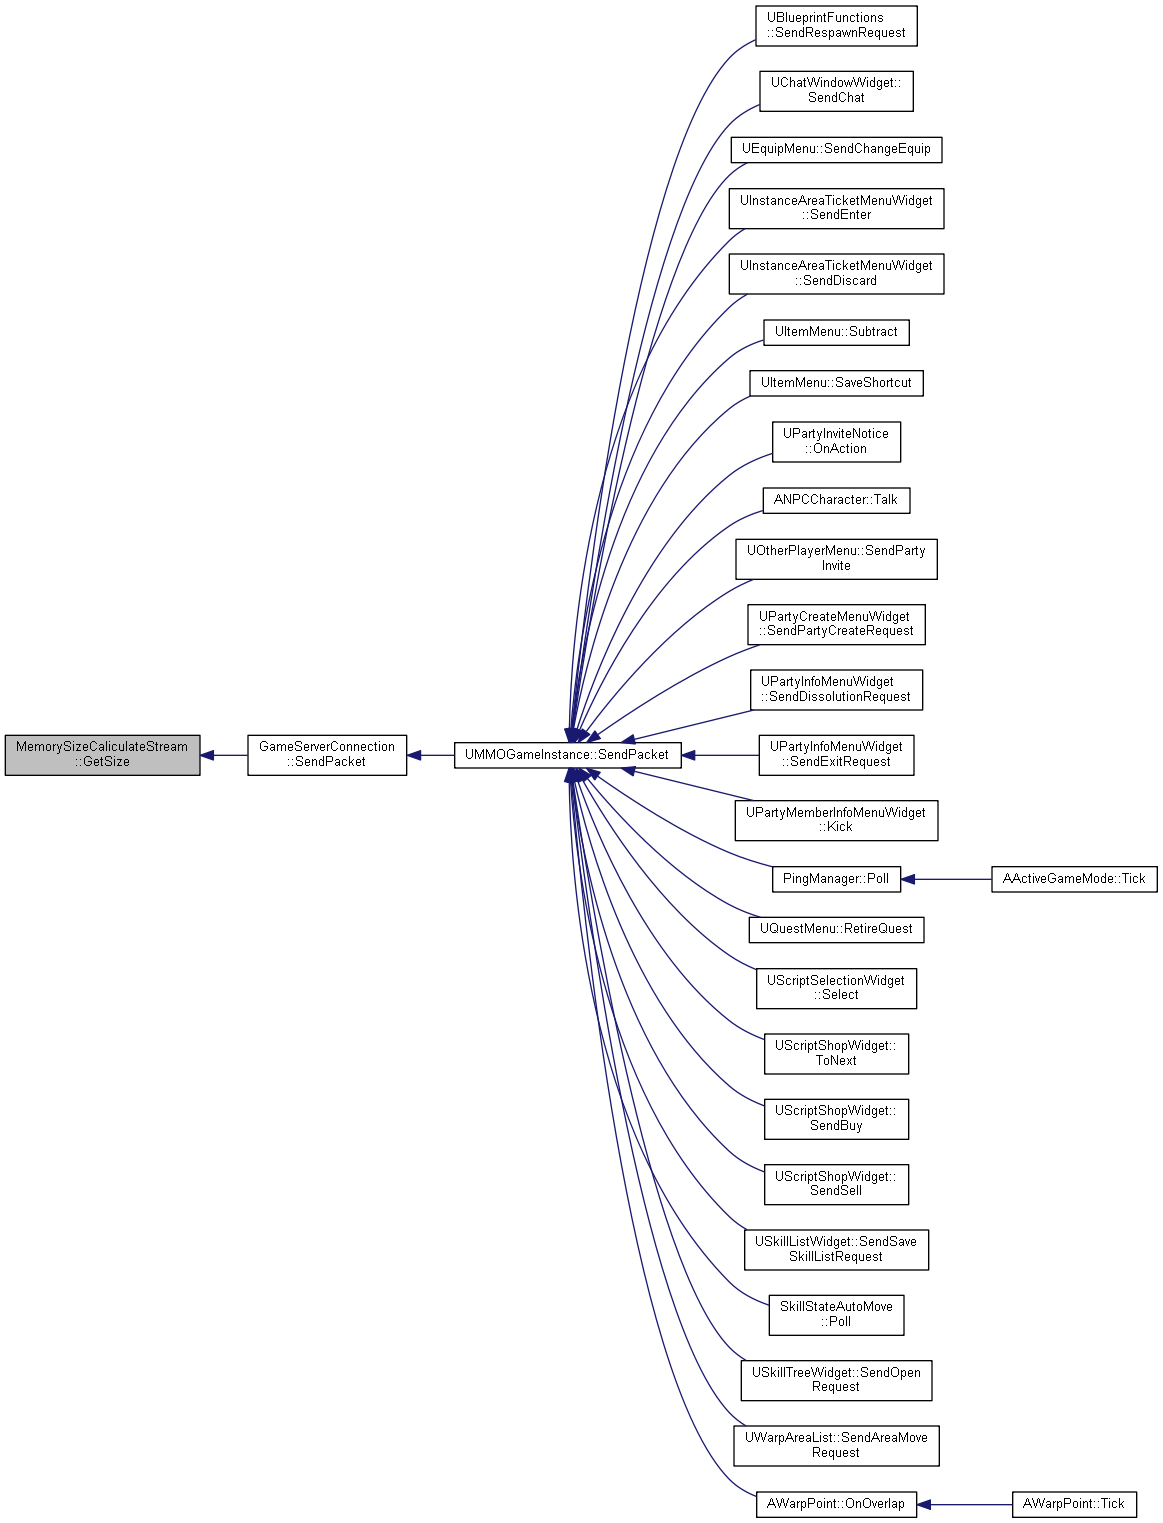 UBlueprintFunctions
::SendRespawnRequest
UChatWindowWidget::
SendChat
UEquipMenu::SendChangeEquip
UInstanceAreaTicketMenuWidget
::SendEnter
UInstanceAreaTicketMenuWidget
::SendDiscard
UItemMenu::Subtract
UItemMenu::SaveShortcut
UPartyInviteNotice
::OnAction
ANPCCharacter::Talk
UOtherPlayerMenu::SendParty
Invite
UPartyCreateMenuWidget
::SendPartyCreateRequest
UPartyInfoMenuWidget
::SendDissolutionRequest
MemorySizeCaliculateStream
::GetSize
GameServerConnection
::SendPacket
UMMOGameInstance::SendPacket
UPartyInfoMenuWidget
::SendExitRequest
UPartyMemberInfoMenuWidget
::Kick
PingManager::Poll
AActiveGameMode::Tick
UQuestMenu::RetireQuest
UScriptSelectionWidget
::Select
UScriptShopWidget::
ToNext
UScriptShopWidget::
SendBuy
UScriptShopWidget::
SendSell
USkillListWidget::SendSave
SkillListRequest
SkillStateAutoMove
::Poll
USkillTreeWidget::SendOpen
Request
UWarpAreaList::SendAreaMove
Request
AWarpPoint::OnOverlap
AWarpPoint::Tick